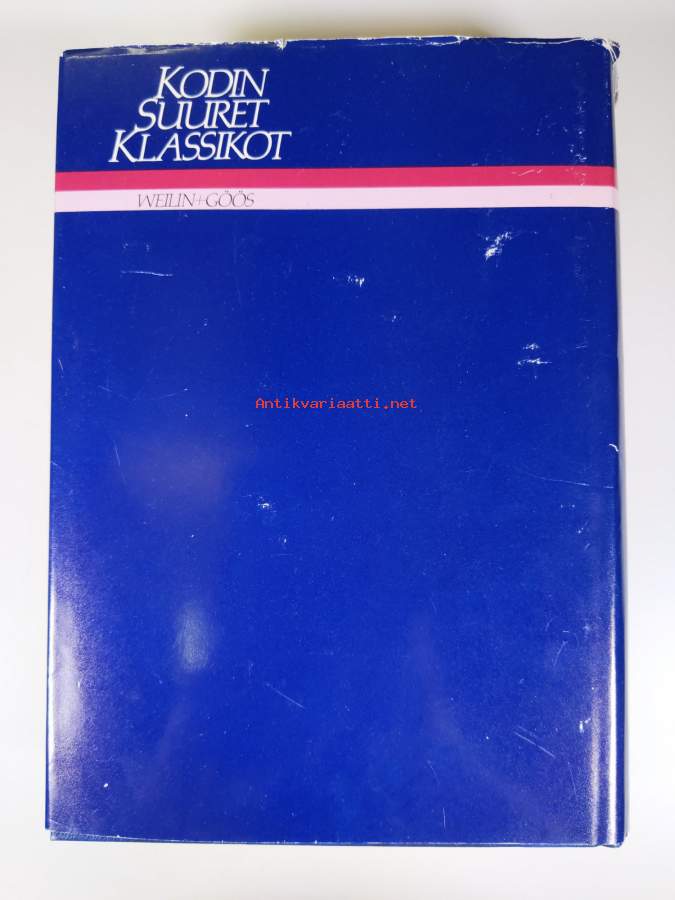 KODIN
SUURET
KLASSIKOT
WEILIN+GÖÖS
Antikvariaatti.net